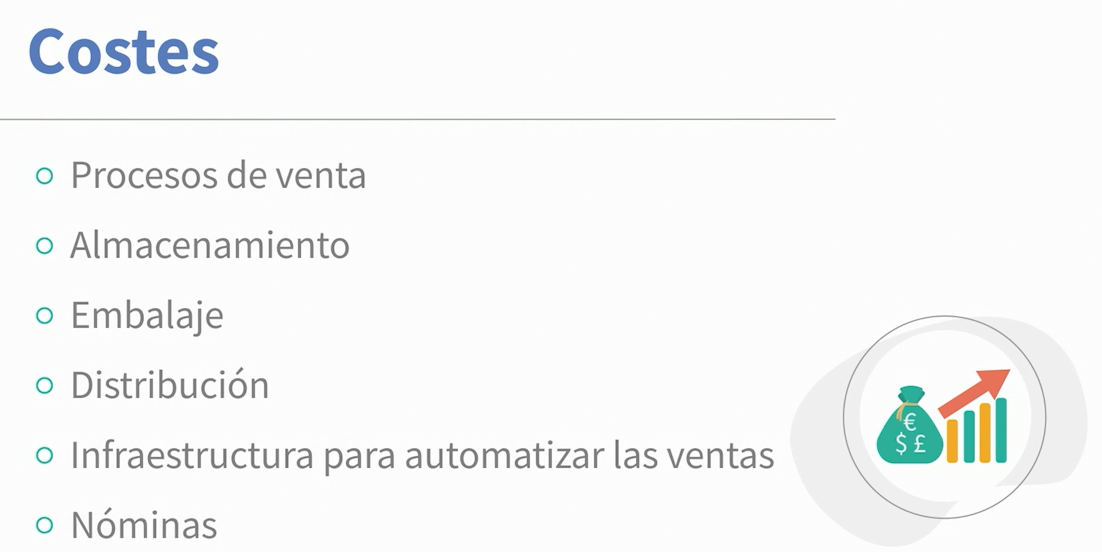 Costes
Procesos de venta
Almacenamiento
Embalaje
Distribución
Infraestructura para automatizar las ventas
€
$ £
Nóminas